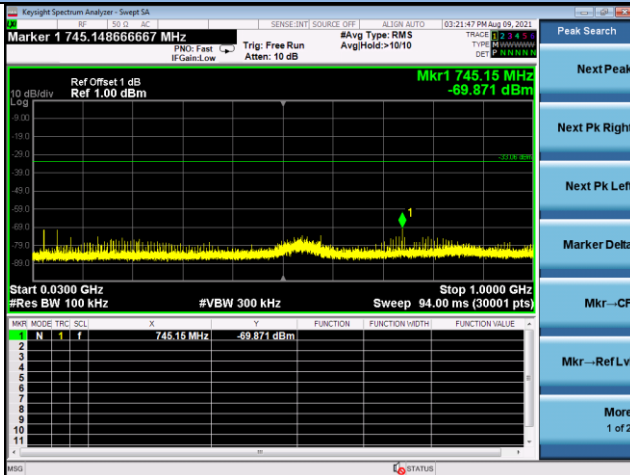 Keysight Spectrum Analyzer - Swept SA
RF 50 Ω AC SENSE:INT SOURCE OFF ALIGN AUTO 03:21:47 PM Aug 09, 2021
Marker 1 745.148666667 MHz
PNO: Fast
IFGain:Low
Trig: Free Run
Atten: 10 dB
#Avg Type: RMS
Avg|Hold:>10/10
TRACE 1 2 3 4 5 6
TYPE M WWWWW
DET P N N N N N
Ref Offset 1 dB
10 dB/div Ref 1.00 dBm
Log
Mkr1 745.15 MHz
-69.871 dBm
-9.00
-19.0
-29.0
-39.0
-49.0
-59.0
-69.0
-79.0
-89.0
-33.00 dBm
1
Start 0.0300 GHz Stop 1.0000 GHz
#Res BW 100 kHz #VBW 300 kHz Sweep 94.00 ms (30001 pts)
MKR MODE TRC SCL X Y FUNCTION FUNCTION WIDTH FUNCTION VALUE
1 N 1 f 745.15 MHz -69.871 dBm
2
3
4
5
6
7
8
9
10
11
MSG STATUS
Peak Search
Next Peak
Next Pk Right
Next Pk Left
Marker Delta
Mkr→CF
Mkr→Ref Lv
More
1 of 2